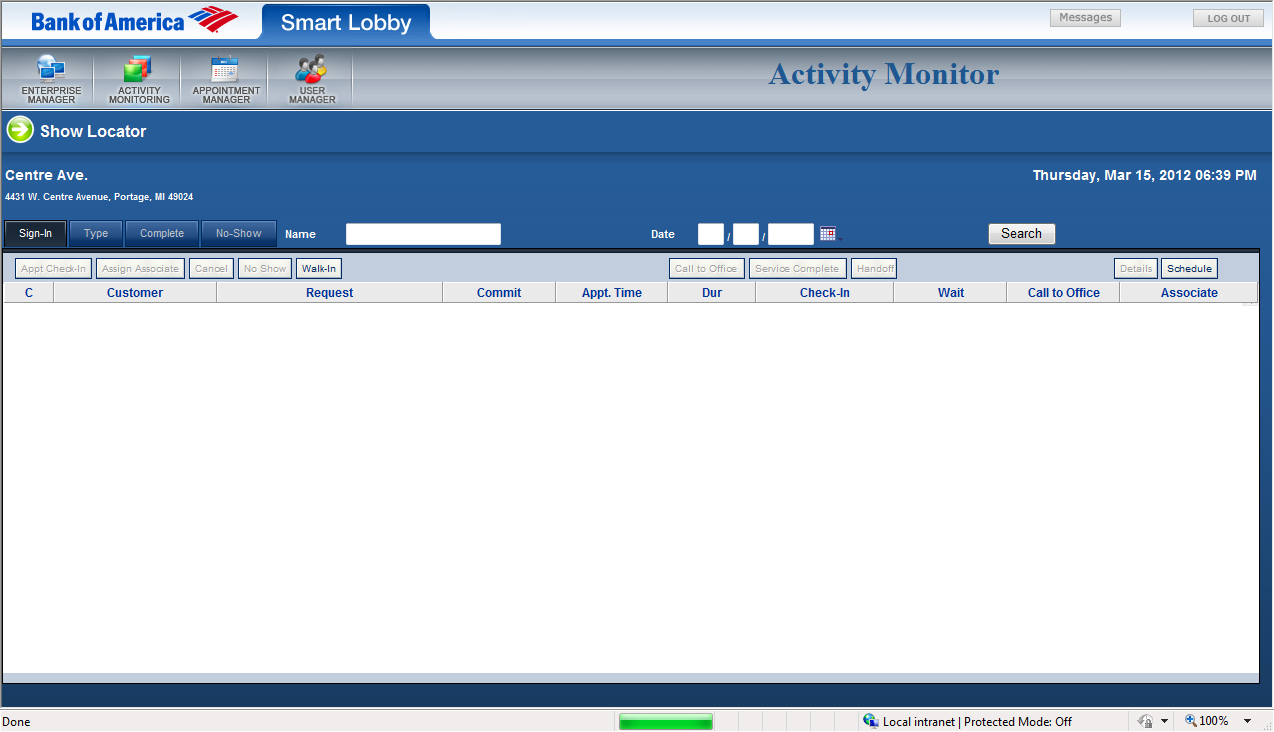 Bank of America Smart Lobby Messages LOG OUT
ENTERPRISE MANAGER
ACTIVITY MONITORING
APPOINTMENT MANAGER
USER MANAGER
Activity Monitor
Show Locator
Centre Ave. Thursday, Mar 15, 2012 06:39 PM
4431 W. Centre Avenue, Portage, MI 49024
Sign-In Type Complete No-Show Name Date / / Search
Appt Check-In Assign Associate Cancel No Show Walk-In Call to Office Service Complete Handoff Details Schedule
C Customer Request Commit Appt. Time Dur Check-In Wait Call to Office Associate
Done Local intranet | Protected Mode: Off 100%